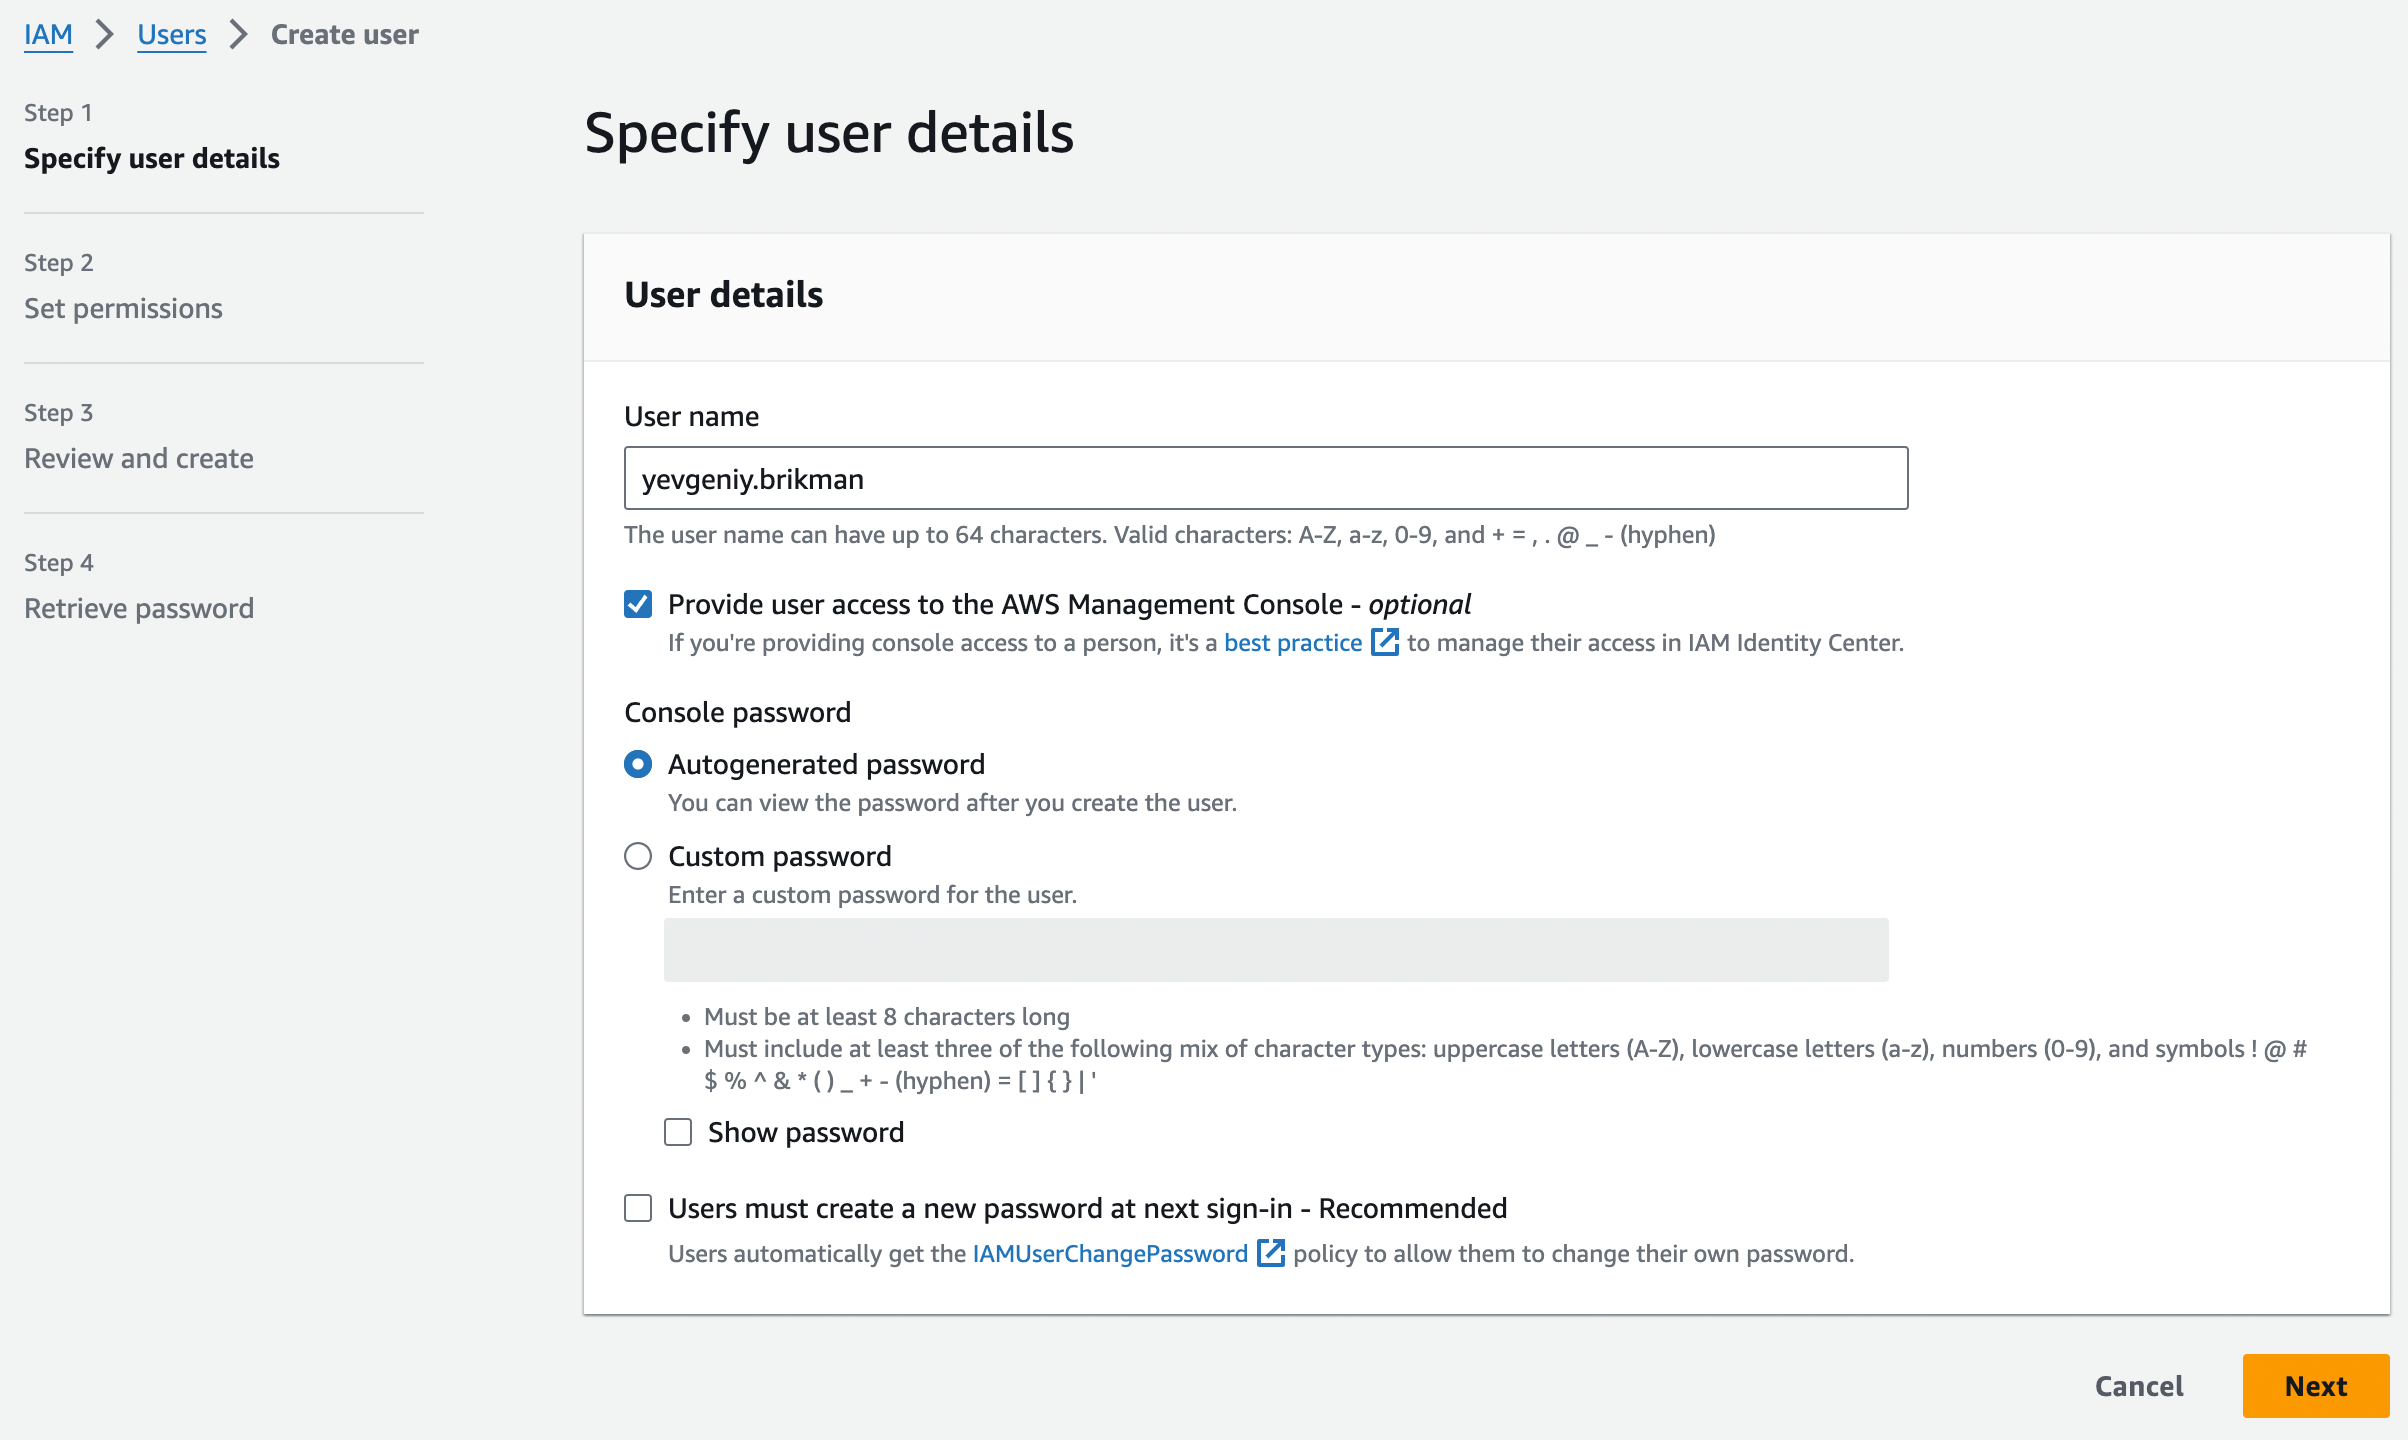 IAM > Users > Create user
Step 1
Specify user details
Step 2
Set permissions
Step 3
Review and create
Step 4
Retrieve password
Specify user details
User details
User name
yevgeniy.brikman
The user name can have up to 64 characters. Valid characters: A-Z, a-z, 0-9, and + = , . @ _ - (hyphen)
Provide user access to the AWS Management Console - optional
If you're providing console access to a person, it's a best practice to manage their access in IAM Identity Center.
Console password
Autogenerated password
You can view the password after you create the user.
Custom password
Enter a custom password for the user.
• Must be at least 8 characters long
• Must include at least three of the following mix of character types: uppercase letters (A-Z), lowercase letters (a-z), numbers (0-9), and symbols ! @ #
$ % ^ & * ( ) _ + - (hyphen) = [ ] { } | '
Show password
Users must create a new password at next sign-in - Recommended
Users automatically get the IAMUserChangePassword policy to allow them to change their own password.
Cancel
Next